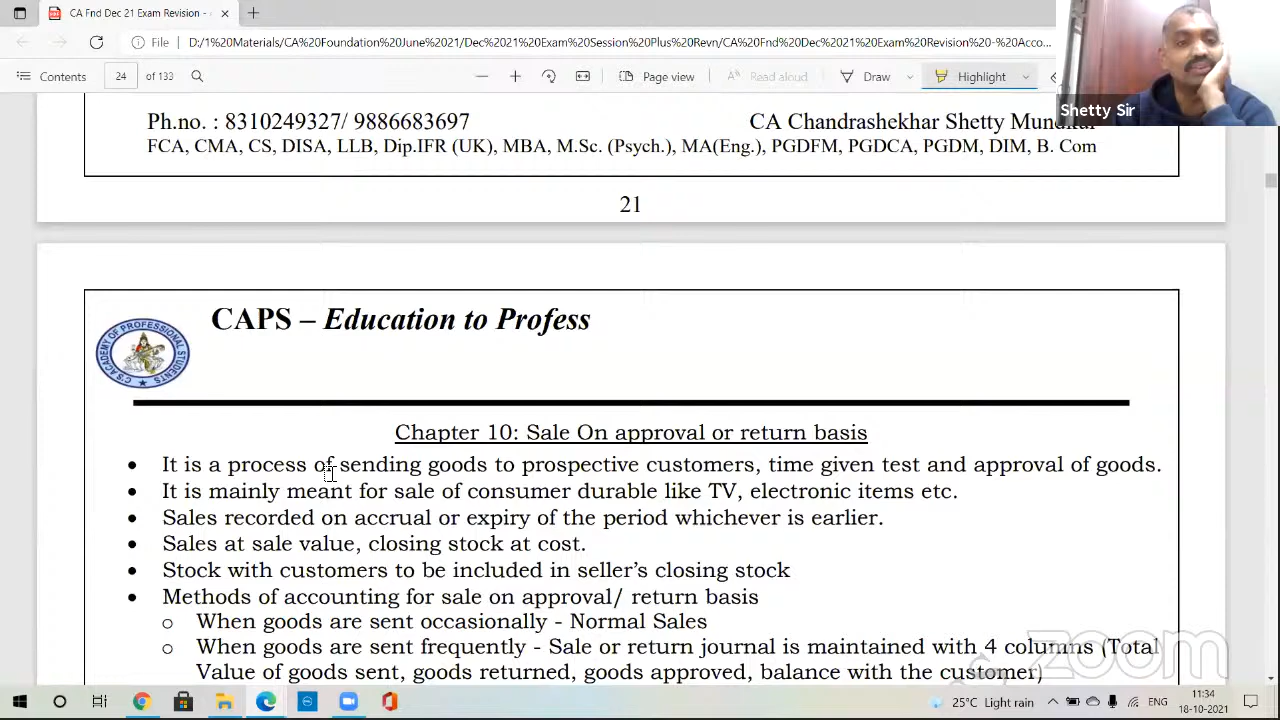 CA Fnd Dec 21 Exam Revision -
File
D:/1%20Materials/CA%20Foundation%20June%2021/Dec%2021%20Exam%20Session%20Plus%20Revn/CA%20Fnd%20Dec%2021%20Exam%20Revision%20-%20Acco...
Contents 24 of 133 Page view Read aloud Draw Highlight
Shetty Sir
Ph.no. : 8310249327/ 9886683697 CA Chandrashekhar Shetty
FCA, CMA, CS, DISA, LLB, Dip.IFR (UK), MBA, M.Sc. (Psych.), MA(Eng.), PGDFM, PGDCA, PGDM, DIM, B. Com
21
C'S ACADEMY OF PROFESSIONAL STUDENTS
CAPS – Education to Profess
Chapter 10: Sale On approval or return basis
• It is a process of sending goods to prospective customers, time given test and approval of goods.
• It is mainly meant for sale of consumer durable like TV, electronic items etc.
• Sales recorded on accrual or expiry of the period whichever is earlier.
• Sales at sale value, closing stock at cost.
• Stock with customers to be included in seller’s closing stock
• Methods of accounting for sale on approval/ return basis
o When goods are sent occasionally - Normal Sales
o When goods are sent frequently - Sale or return journal is maintained with 4 columns (Total
Value of goods sent, goods returned, goods approved, balance with the customer)
zoom
25°C Light rain ENG 11:34
18-10-2021